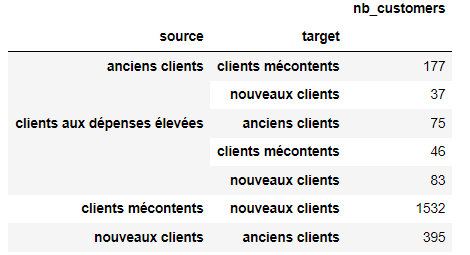 nb_customers
source target
anciens clients clients mécontents 177
nouveaux clients 37
clients aux dépenses élevées anciens clients 75
clients mécontents 46
nouveaux clients 83
clients mécontents nouveaux clients 1532
nouveaux clients anciens clients 395